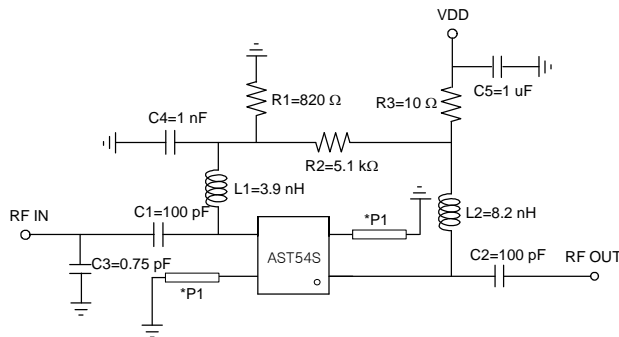 VDD
R1=820 Ω
R3=10 Ω
C5=1 uF
C4=1 nF
R2=5.1 kΩ
L1=3.9 nH
*P1
L2=8.2 nH
RF IN
C1=100 pF
AST54S
C2=100 pF
RF OUT
C3=0.75 pF
*P1